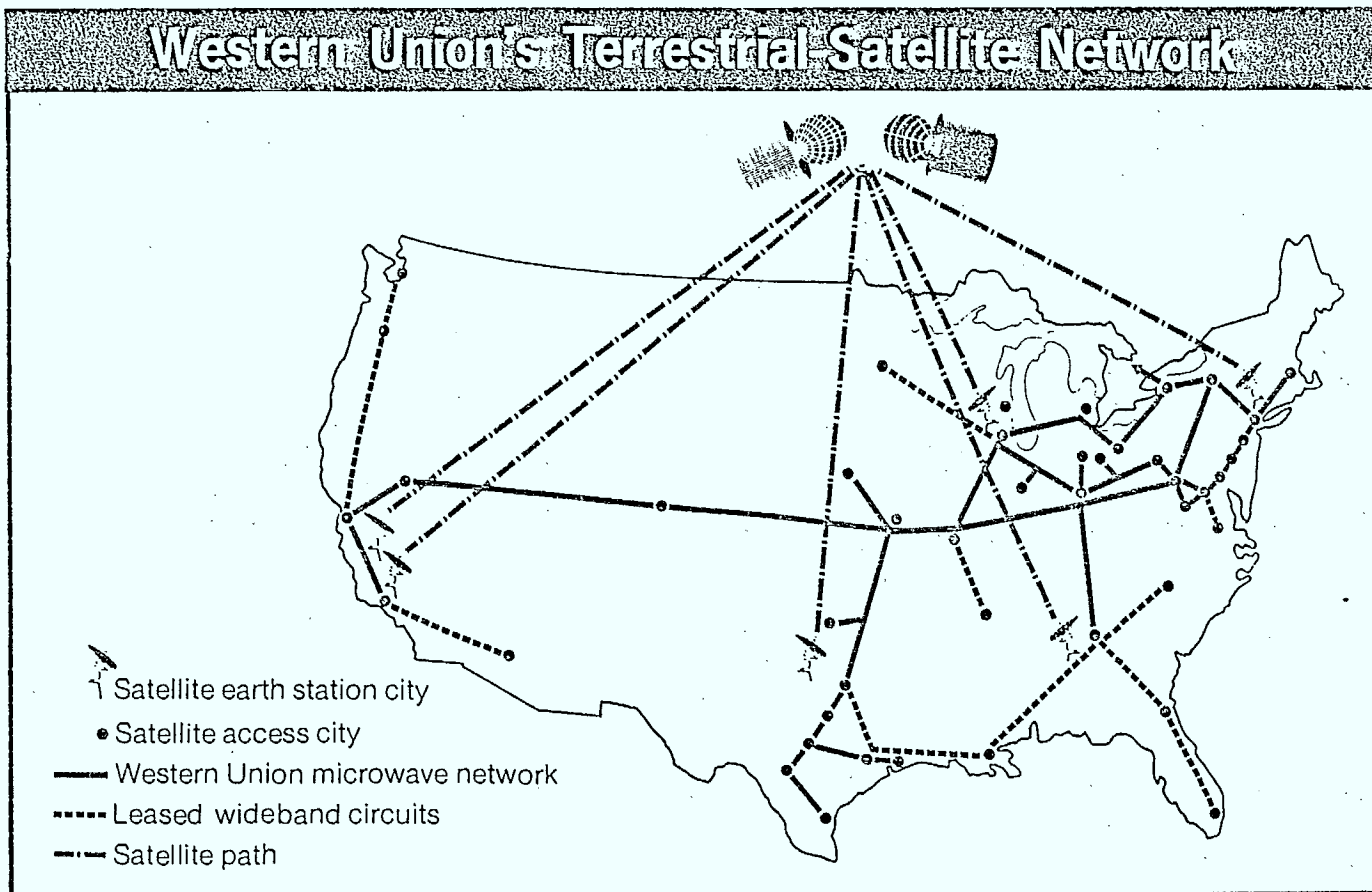 Western Union's Terrestrial-Satellite Network
Satellite earth station city
Satellite access city
Western Union microwave network
Leased wideband circuits
Satellite path